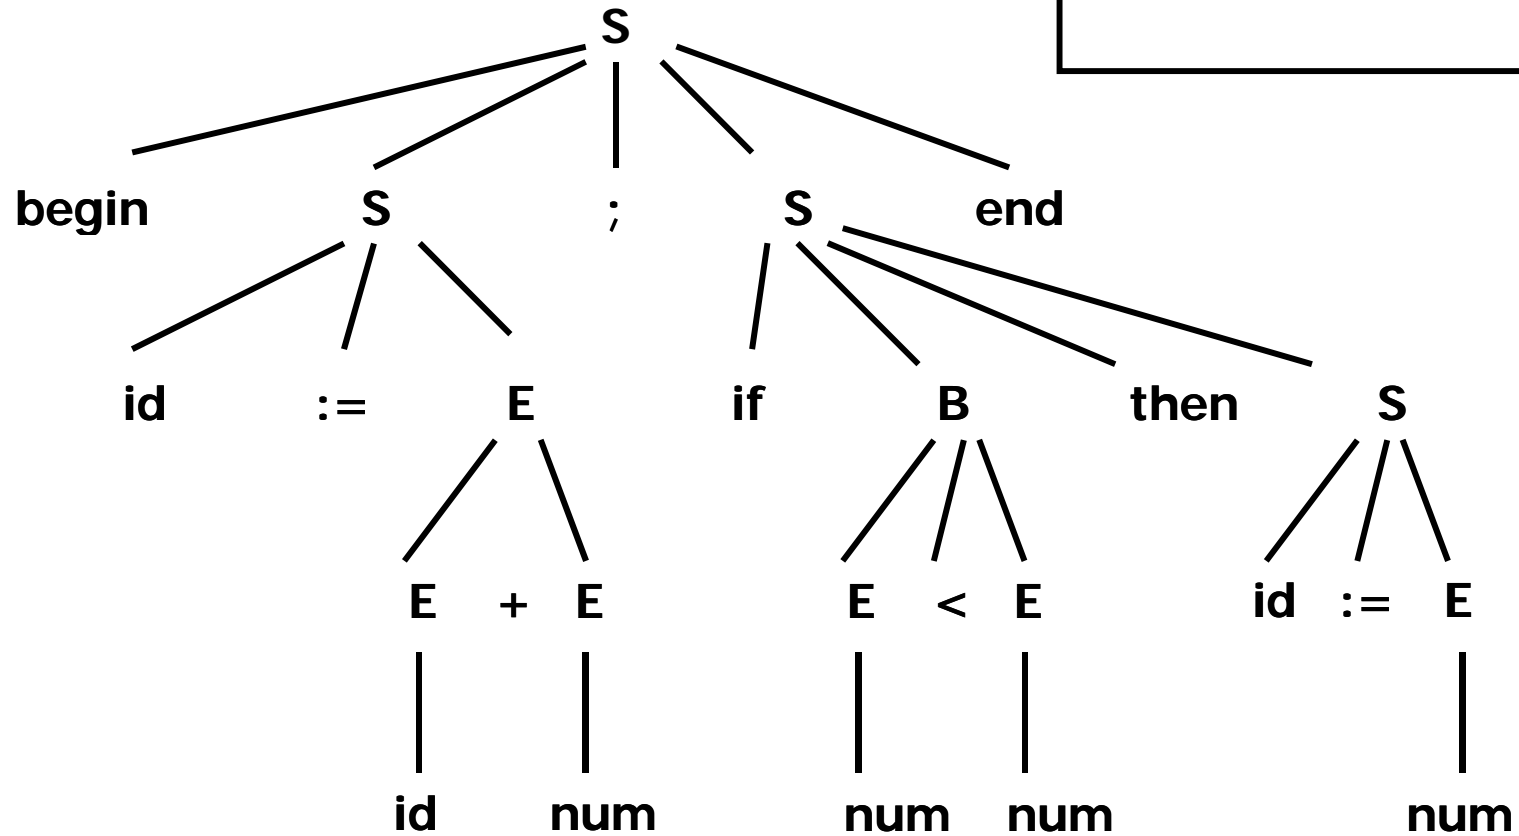 S
begin S ; S end
id := E if B then S
E + E E < E id := E
id num num num num